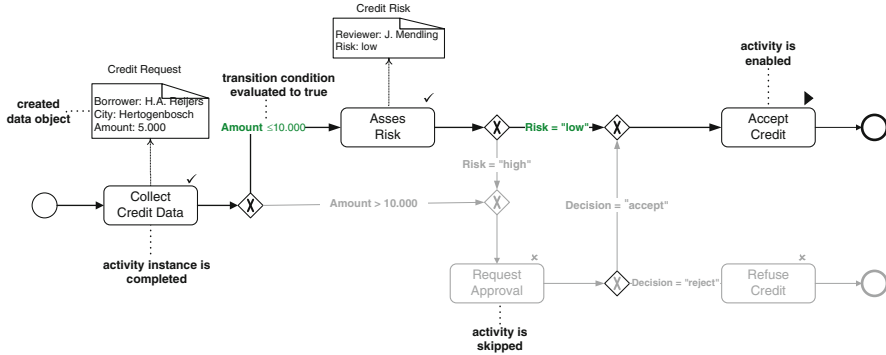 Credit Risk
Reviewer: J. Mendling
Risk: low
Credit Request
Borrower: H.A. Reijers
City: Hertogenbosch
Amount: 5.000
created
data object
transition condition
evaluated to true
activity is
enabled
Amount ≤10.000
Asses
Risk
X
Risk = "low"
X
Accept
Credit
Risk = "high"
Collect
Credit Data
X
Amount > 10.000
X
Decision = "accept"
activity instance is
completed
Request
Approval
X
Decision = "reject"
Refuse
Credit
activity is
skipped